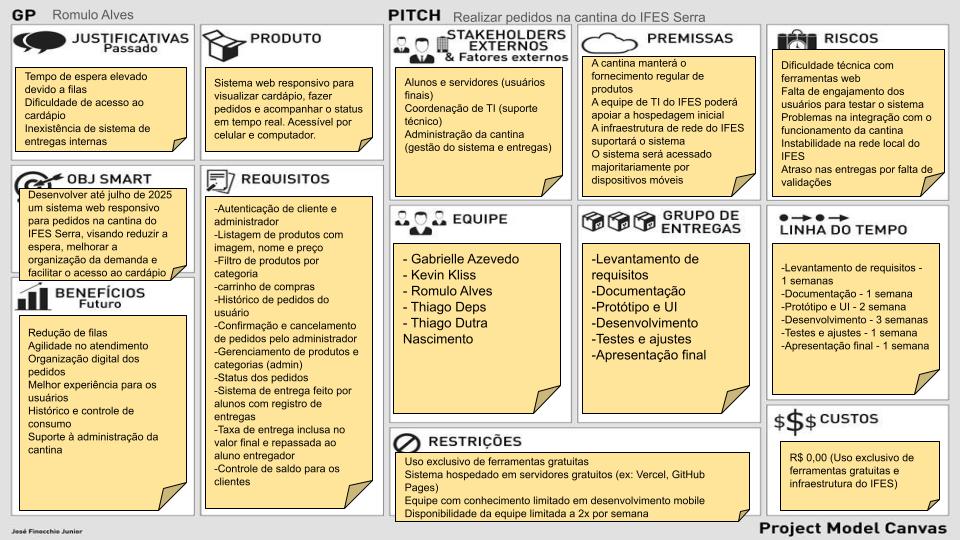 GP Romulo Alves
PITCH Realizar pedidos na cantina do IFES Serra
JUSTIFICATIVAS
Passado
Tempo de espera elevado
devido a filas
Dificuldade de acesso ao
cardápio
Inexistência de sistema de
entregas internas
PRODUTO
Sistema web responsivo para
visualizar cardápio, fazer
pedidos e acompanhar o status
em tempo real. Acessível por
celular e computador.
STAKEHOLDERS
EXTERNOS
& Fatores externos
Alunos e servidores (usuários
finais)
Coordenação de TI (suporte
técnico)
Administração da cantina
(gestão do sistema e entregas)
PREMISSAS
A cantina manterá o
fornecimento regular de
produtos
A equipe de TI do IFES poderá
apoiar a hospedagem inicial
A infraestrutura de rede do IFES
suportará o sistema
O sistema será acessado
majoritariamente por
dispositivos móveis
RISCOS
Dificuldade técnica com
ferramentas web
Falta de engajamento dos
usuários para testar o sistema
Problemas na integração com o
funcionamento da cantina
Instabilidade na rede local do
IFES
Atraso nas entregas por falta de
validações
OBJ SMART
Desenvolver até julho de 2025
um sistema web responsivo
para pedidos na cantina do
IFES Serra, visando reduzir a
espera, melhorar a
organização da demanda e
facilitar o acesso ao cardápio
BENEFÍCIOS
Futuro
Redução de filas
Agilidade no atendimento
Organização digital dos
pedidos
Melhor experiência para os
usuários
Histórico e controle de
consumo
Suporte à administração da
cantina
REQUISITOS
-Autenticação de cliente e
administrador
-Listagem de produtos com
imagem, nome e preço
-Filtro de produtos por
categoria
-carrinho de compras
-Histórico de pedidos do
usuário
-Confirmação e cancelamento
de pedidos pelo administrador
-Gerenciamento de produtos e
categorias (admin)
-Status dos pedidos
-Sistema de entrega feito por
alunos com registro de
entregas
-Taxa de entrega inclusa no
valor final e repassada ao
aluno entregador
-Controle de saldo para os
clientes
EQUIPE
- Gabrielle Azevedo
- Kevin Kliss
- Romulo Alves
- Thiago Deps
- Thiago Dutra
Nascimento
GRUPO DE
ENTREGAS
-Levantamento de
requisitos
-Documentação
-Protótipo e UI
-Desenvolvimento
-Testes e ajustes
-Apresentação final
LINHA DO TEMPO
-Levantamento de requisitos -
1 semanas
-Documentação - 1 semana
-Protótipo e UI - 2 semana
-Desenvolvimento - 3 semanas
-Testes e ajustes - 1 semana
-Apresentação final - 1 semana
RESTRIÇÕES
Uso exclusivo de ferramentas gratuitas
Sistema hospedado em servidores gratuitos (ex: Vercel, GitHub
Pages)
Equipe com conhecimento limitado em desenvolvimento mobile
Disponibilidade da equipe limitada a 2x por semana
$$$ CUSTOS
R$ 0,00 (Uso exclusivo de
ferramentas gratuitas e
infraestrutura do IFES)
José Finocchio Junior
Project Model Canvas